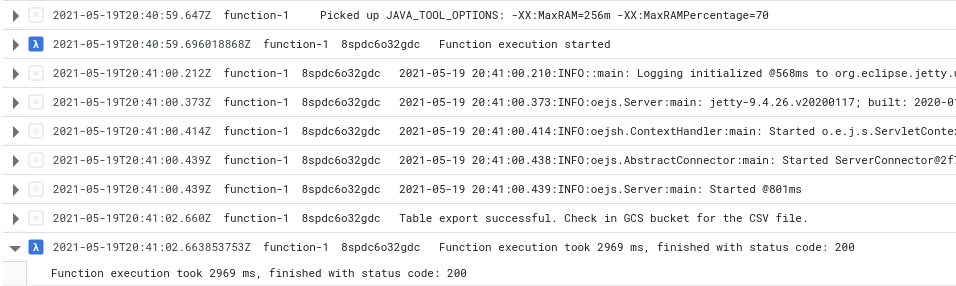 2021-05-19T20:40:59.647Z function-1 Picked up JAVA_TOOL_OPTIONS: -XX:MaxRAM=256m -XX:MaxRAMPercentage=70
λ 2021-05-19T20:40:59.696018868Z function-1 8spdc6o32gdc Function execution started
2021-05-19T20:41:00.212Z function-1 8spdc6o32gdc 2021-05-19 20:41:00.210:INFO::main: Logging initialized @568ms to org.eclipse.jetty.
2021-05-19T20:41:00.373Z function-1 8spdc6o32gdc 2021-05-19 20:41:00.373:INFO:oejs.Server:main: jetty-9.4.26.v20200117; built: 2020-0
2021-05-19T20:41:00.414Z function-1 8spdc6o32gdc 2021-05-19 20:41:00.414:INFO:oejsh.ContextHandler:main: Started o.e.j.s.ServletConte
2021-05-19T20:41:00.439Z function-1 8spdc6o32gdc 2021-05-19 20:41:00.438:INFO:oejs.AbstractConnector:main: Started ServerConnector@2f
2021-05-19T20:41:00.439Z function-1 8spdc6o32gdc 2021-05-19 20:41:00.439:INFO:oejs.Server:main: Started @801ms
2021-05-19T20:41:02.660Z function-1 8spdc6o32gdc Table export successful. Check in GCS bucket for the CSV file.
λ 2021-05-19T20:41:02.663853753Z function-1 8spdc6o32gdc Function execution took 2969 ms, finished with status code: 200
Function execution took 2969 ms, finished with status code: 200